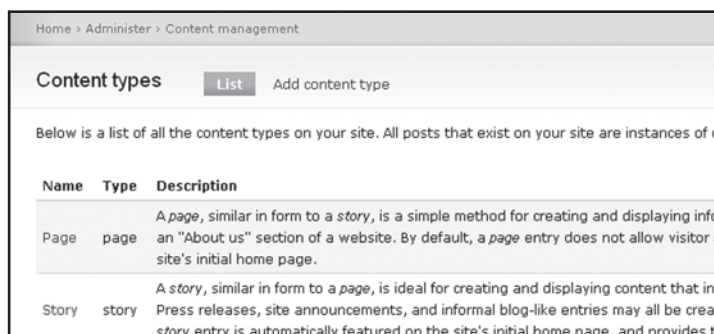 Home › Administer › Content management
Content types List Add content type
Below is a list of all the content types on your site. All posts that exist on your site are instances of
Name Type Description
A page, similar in form to a story, is a simple method for creating and displaying
Page page an "About us" section of a website. By default, a page entry does not allow visitor
site's initial home page.
A story, similar in form to a page, is ideal for creating and displaying content that
Story story Press releases, site announcements, and informal blog-like entries may all be
story entry is automatically featured on the site's initial home page, and provides